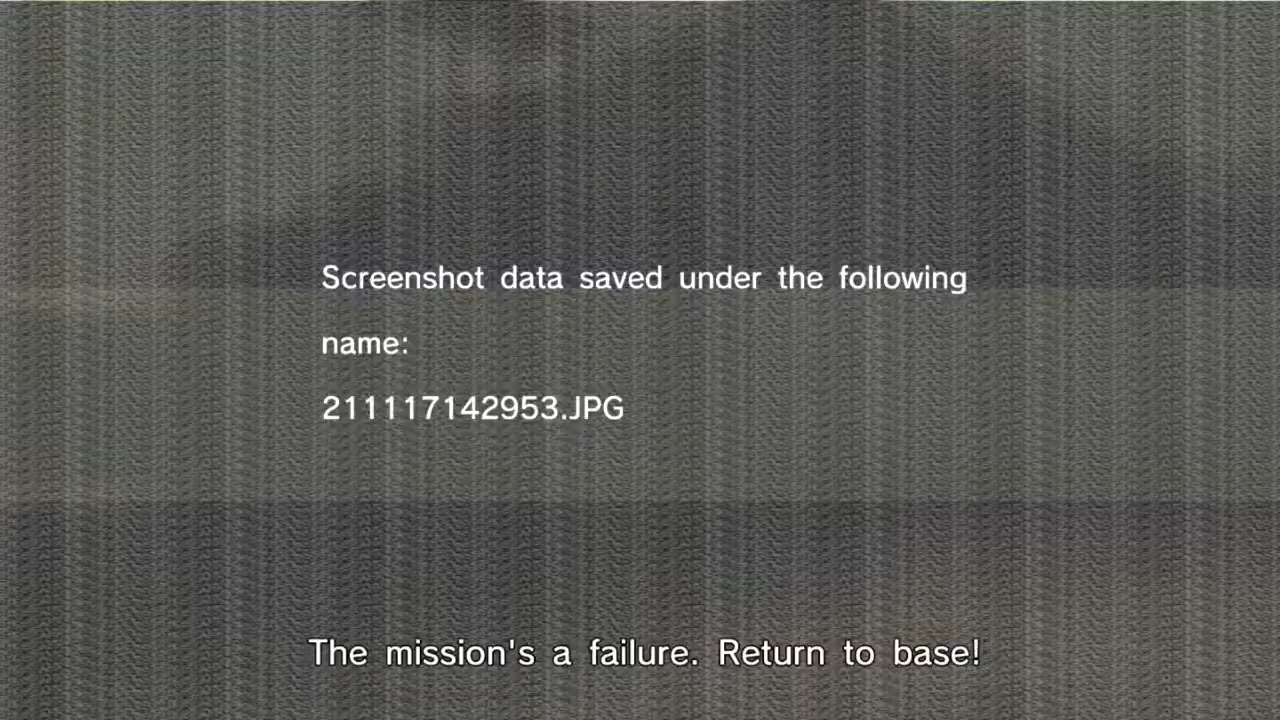 Screenshot data saved under the following
name:
211117142953.JPG
The mission's a failure. Return to base!